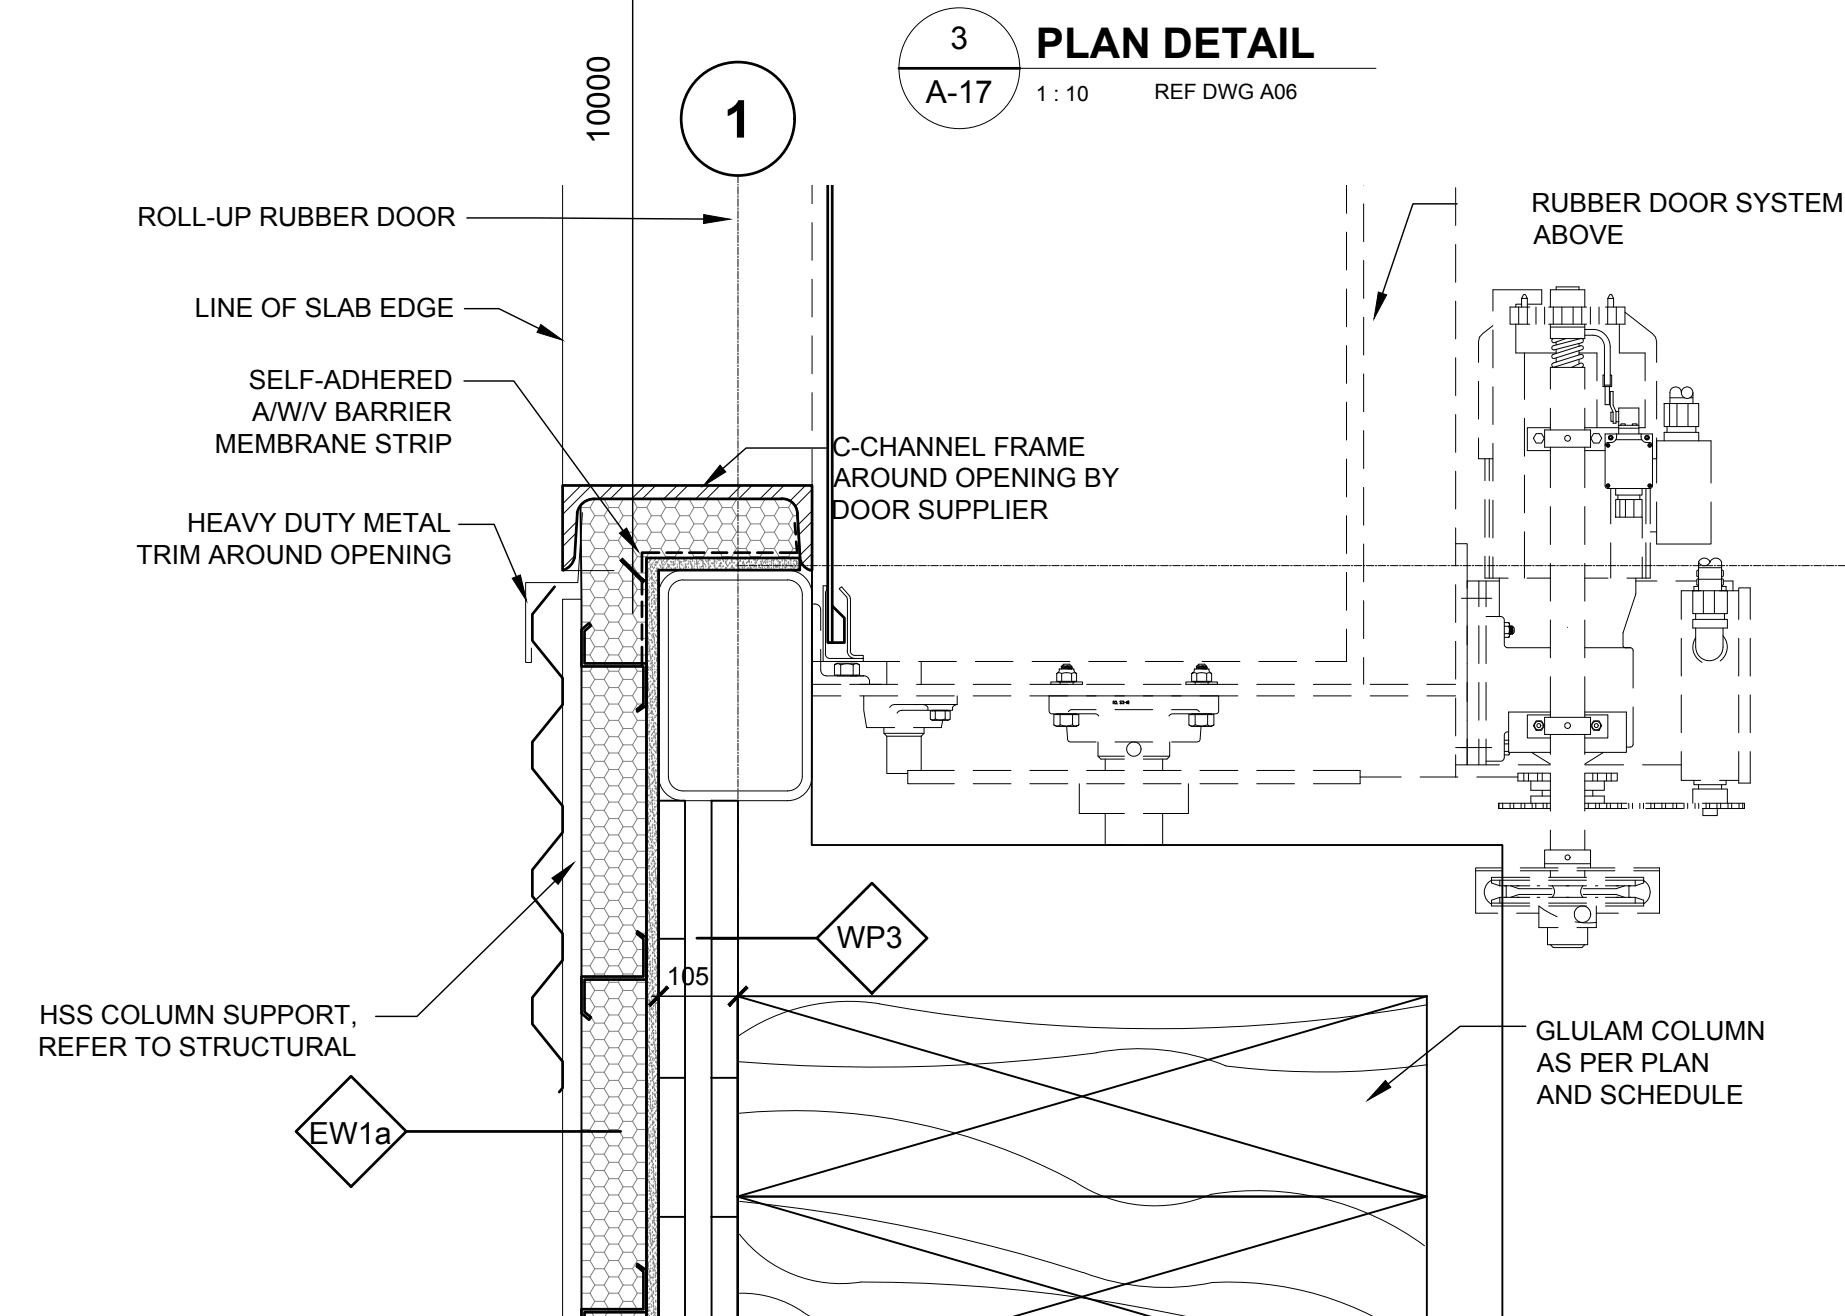 3
PLAN DETAIL
A-17
1 : 10
REF DWG A06
10000
1
ROLL-UP RUBBER DOOR
RUBBER DOOR SYSTEM
ABOVE
LINE OF SLAB EDGE
SELF-ADHERED
A/W/V BARRIER
MEMBRANE STRIP
C-CHANNEL FRAME
AROUND OPENING BY
DOOR SUPPLIER
HEAVY DUTY METAL
TRIM AROUND OPENING
WP3
105
HSS COLUMN SUPPORT,
REFER TO STRUCTURAL
GLULAM COLUMN
AS PER PLAN
AND SCHEDULE
EW1a